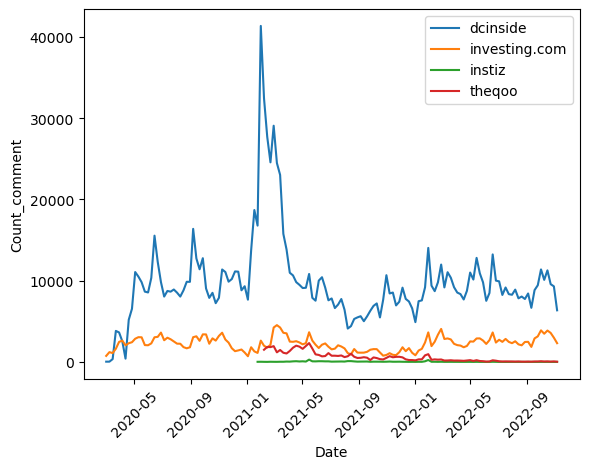 dcinside
investing.com
instiz
theqoo
Count_comment
40000
30000
20000
10000
0
2020-05
2020-09
2021-01
2021-05
2021-09
2022-01
2022-05
2022-09
Date